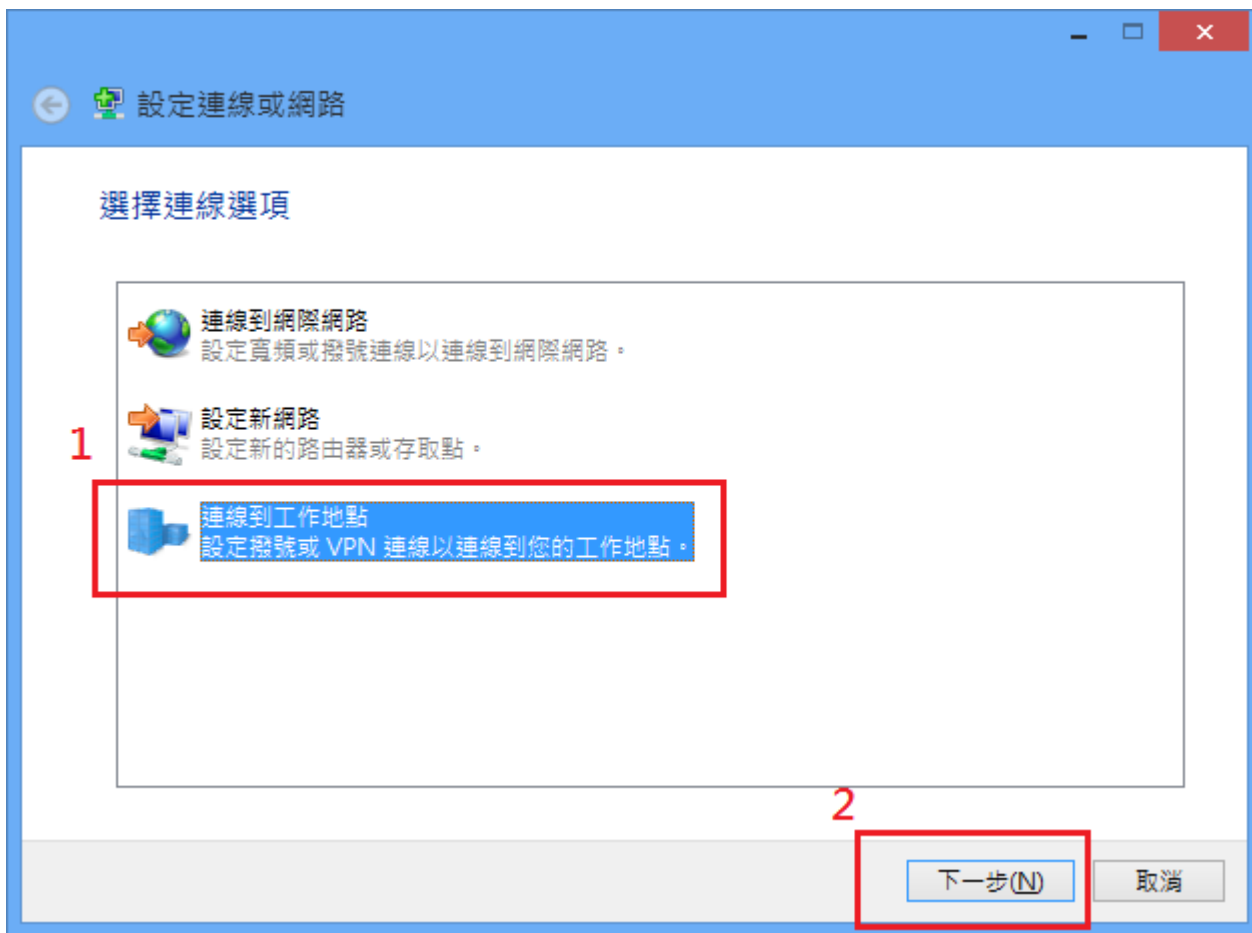 設定連線或網路
選擇連線選項
連線到網際網路
設定寬頻或撥號連線以連線到網際網路。
設定新網路
設定新的路由器或存取點。
1
連線到工作地點
設定撥號或 VPN 連線以連線到您的工作地點。
2
下一步(N)
取消